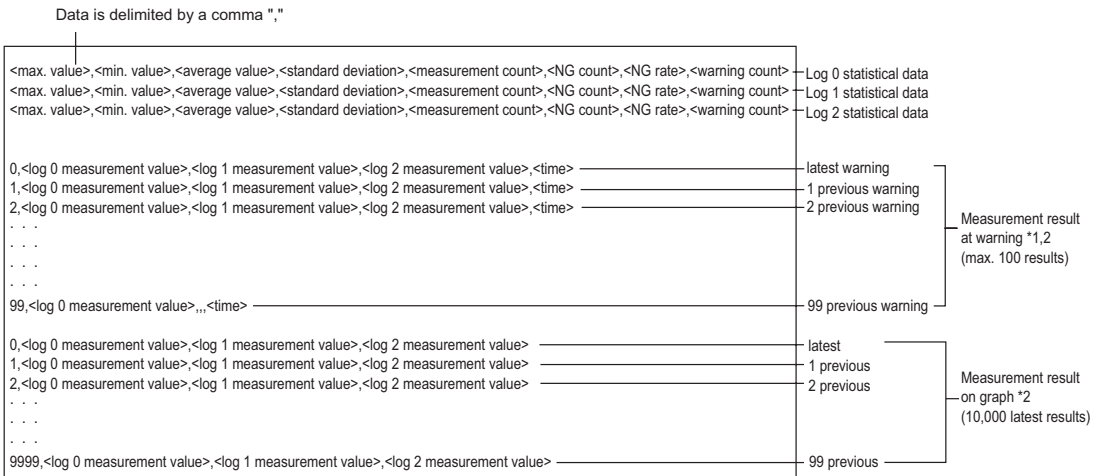 Data is delimited by a comma ","
<max. value>,<min. value>,<average value>,<standard deviation>,<measurement count>,<NG count>,<NG rate>,<warning count> Log 0 statistical data
<max. value>,<min. value>,<average value>,<standard deviation>,<measurement count>,<NG count>,<NG rate>,<warning count> Log 1 statistical data
<max. value>,<min. value>,<average value>,<standard deviation>,<measurement count>,<NG count>,<NG rate>,<warning count> Log 2 statistical data
0,<log 0 measurement value>,<log 1 measurement value>,<log 2 measurement value>,<time> latest warning
1,<log 0 measurement value>,<log 1 measurement value>,<log 2 measurement value>,<time> 1 previous warning
2,<log 0 measurement value>,<log 1 measurement value>,<log 2 measurement value>,<time> 2 previous warning
. . .
. . .
. . .
. . .
99,<log 0 measurement value>,,,<time> 99 previous warning
Measurement result
at warning *1,2
(max. 100 results)
0,<log 0 measurement value>,<log 1 measurement value>,<log 2 measurement value> latest
1,<log 0 measurement value>,<log 1 measurement value>,<log 2 measurement value> 1 previous
2,<log 0 measurement value>,<log 1 measurement value>,<log 2 measurement value> 2 previous
. . .
. . .
. . .
9999,<log 0 measurement value>,<log 1 measurement value>,<log 2 measurement value> 99 previous
Measurement result
on graph *2
(10,000 latest results)